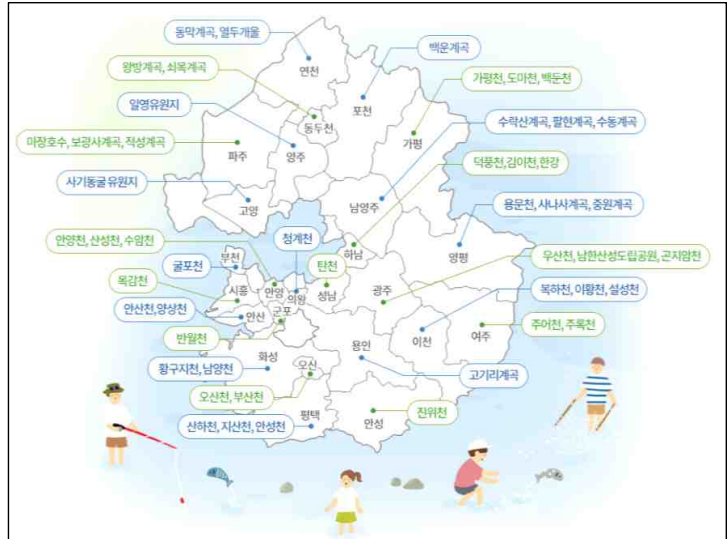 동막계곡, 열두개울
백운계곡
연천
왕방계곡, 쇠목계곡
포천
가평천, 도마천, 백둔천
일영유원지
동두천
수락산계곡, 팔현계곡, 수동계곡
마장호수, 보광사계곡, 적성계곡
파주
양주
가평
덕풍천, 김이천, 한강
사기동굴 유원지
고양
남양주
용문천, 사나사계곡, 중원계곡
안양천, 산성천, 수암천
청계천
하남
양평
굴포천
부천
탄천
우산천, 남한산성도립공원, 곤지암천
목감천
시흥
안양
의왕
성남
광주
복하천, 이황천, 설성천
안산천, 양상천
안산
군포
반월천
용인
이천
여주
주어천, 주록천
황구지천, 남양천
화성
오산
고기리계곡
오산천, 부산천
평택
안성
진위천
산하천, 지산천, 안성천